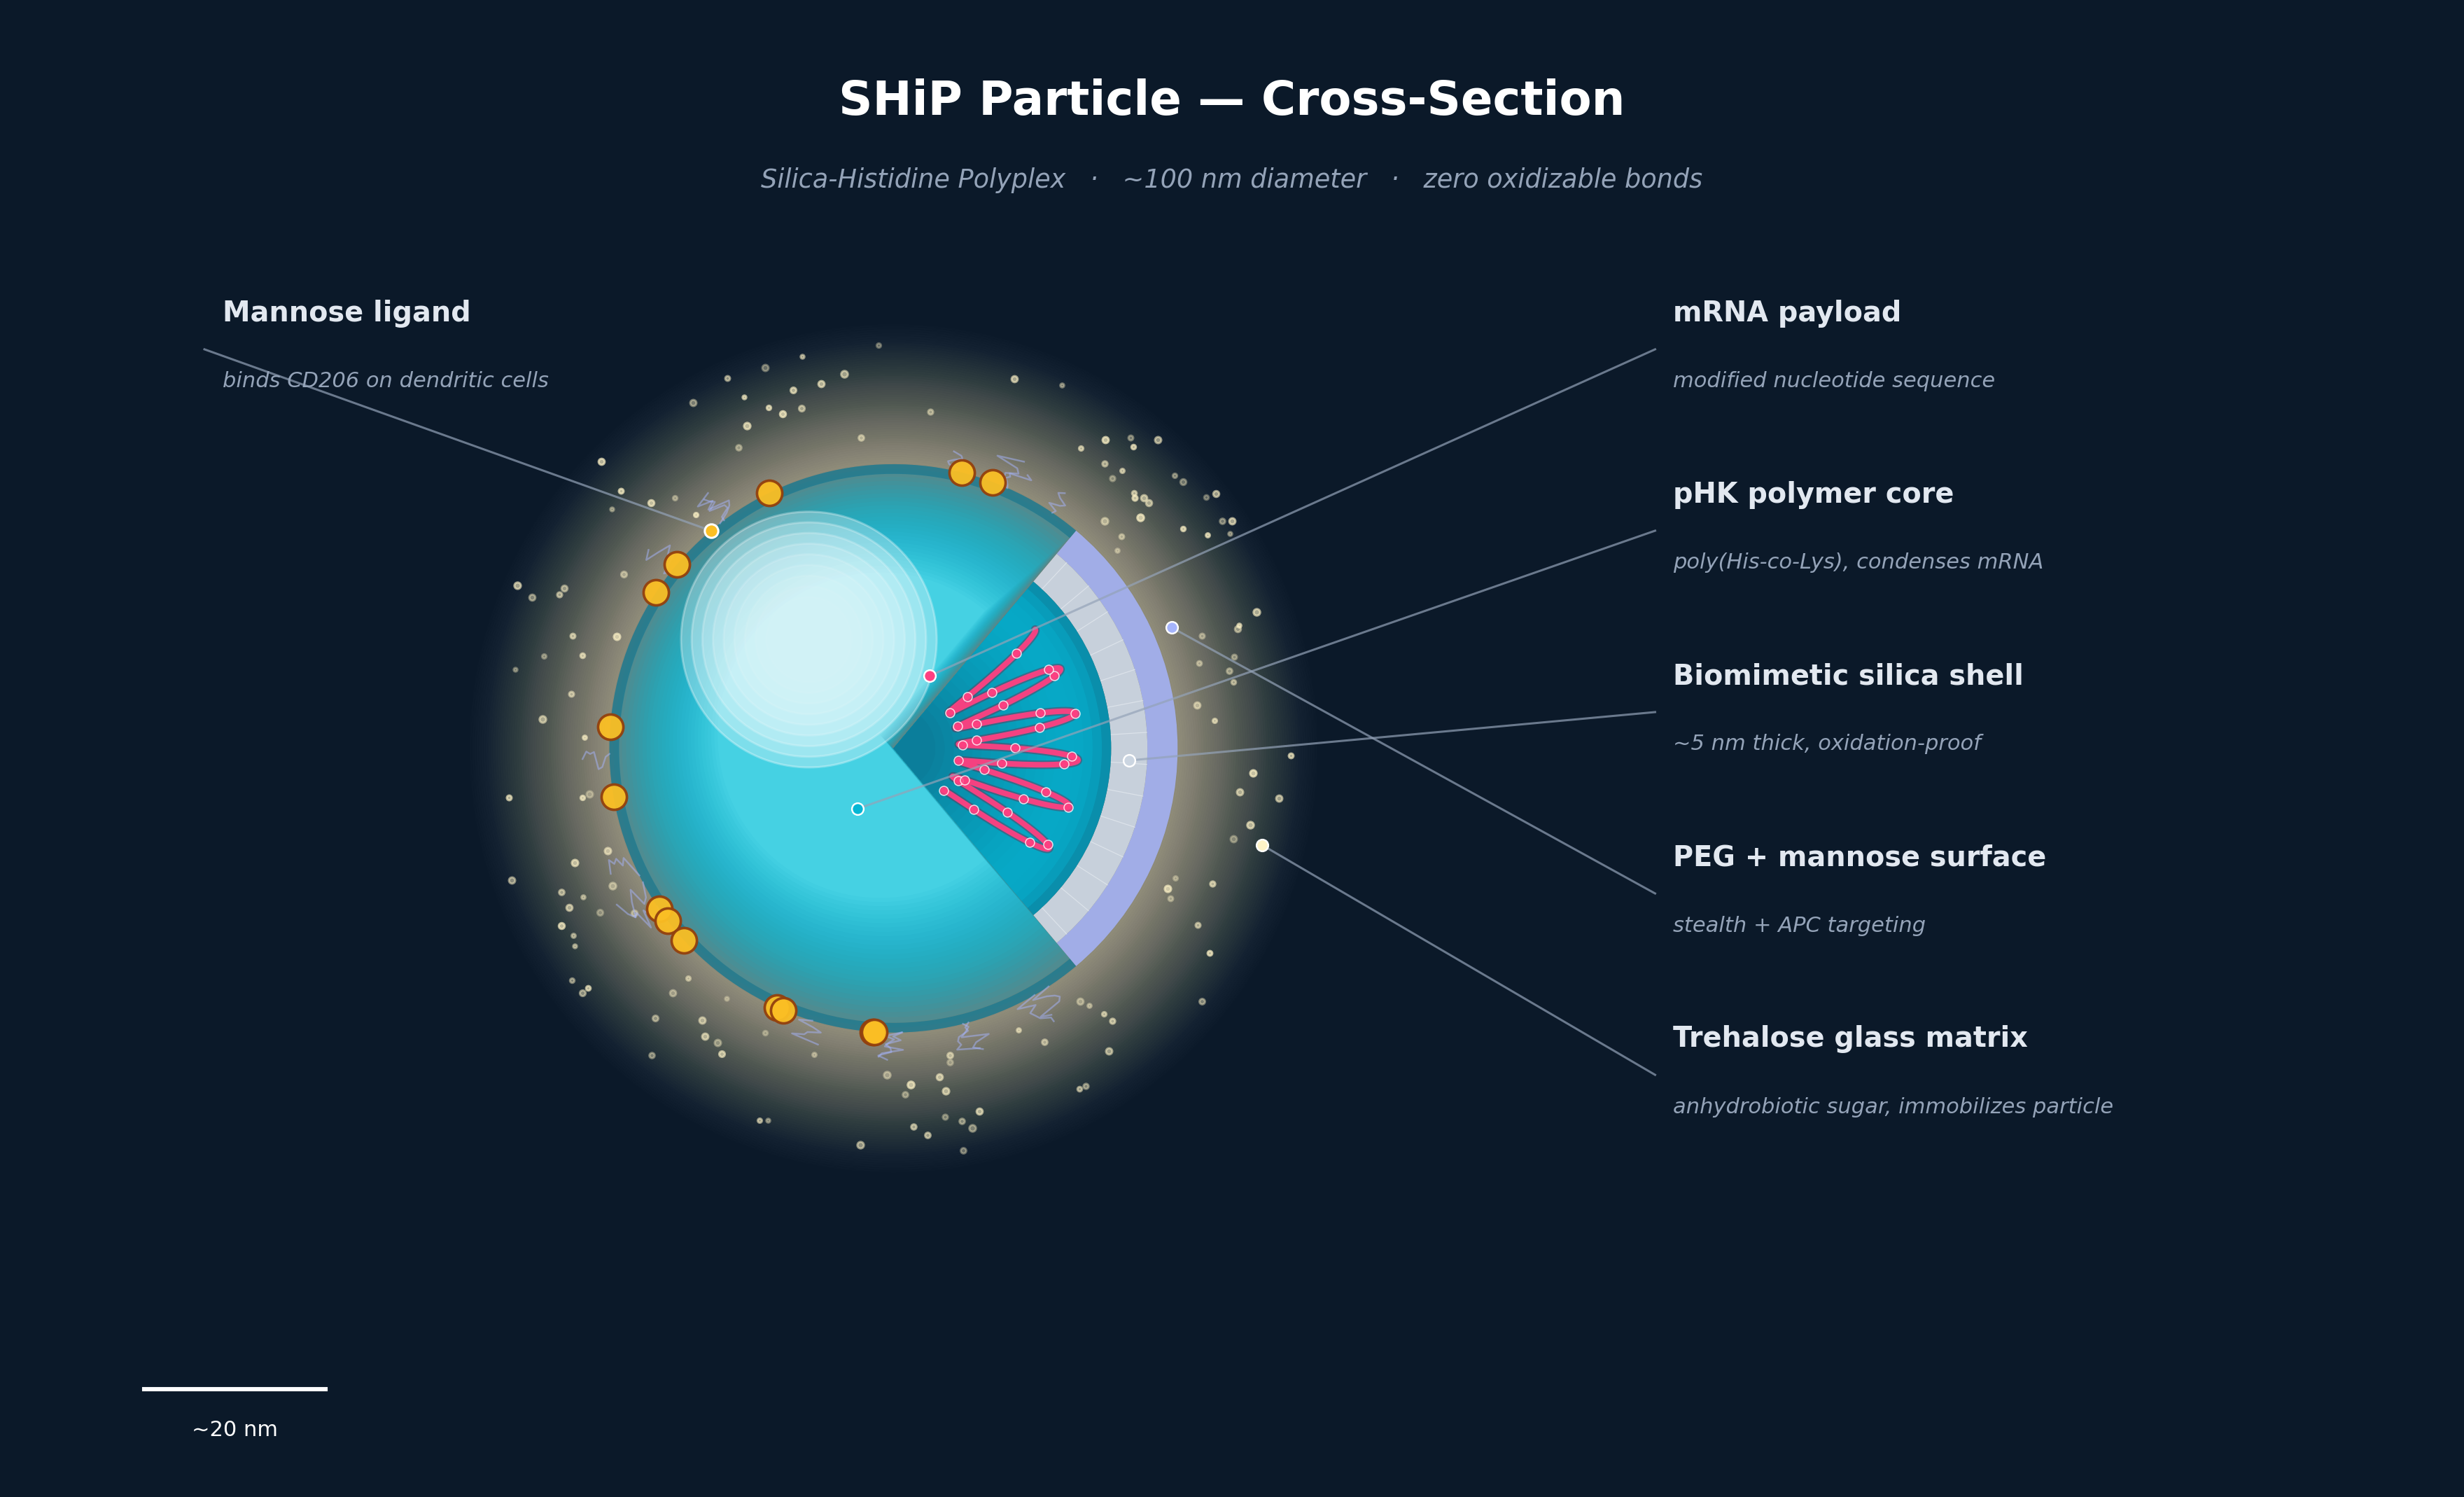 SHiP Particle — Cross-Section
Silica-Histidine Polyplex · ~100 nm diameter · zero oxidizable bonds
Mannose ligand
binds CD206 on dendritic cells
mRNA payload
modified nucleotide sequence
pHK polymer core
poly(His-co-Lys), condenses mRNA
Biomimetic silica shell
~5 nm thick, oxidation-proof
PEG + mannose surface
stealth + APC targeting
Trehalose glass matrix
anhydrobiotic sugar, immobilizes particle
~20 nm